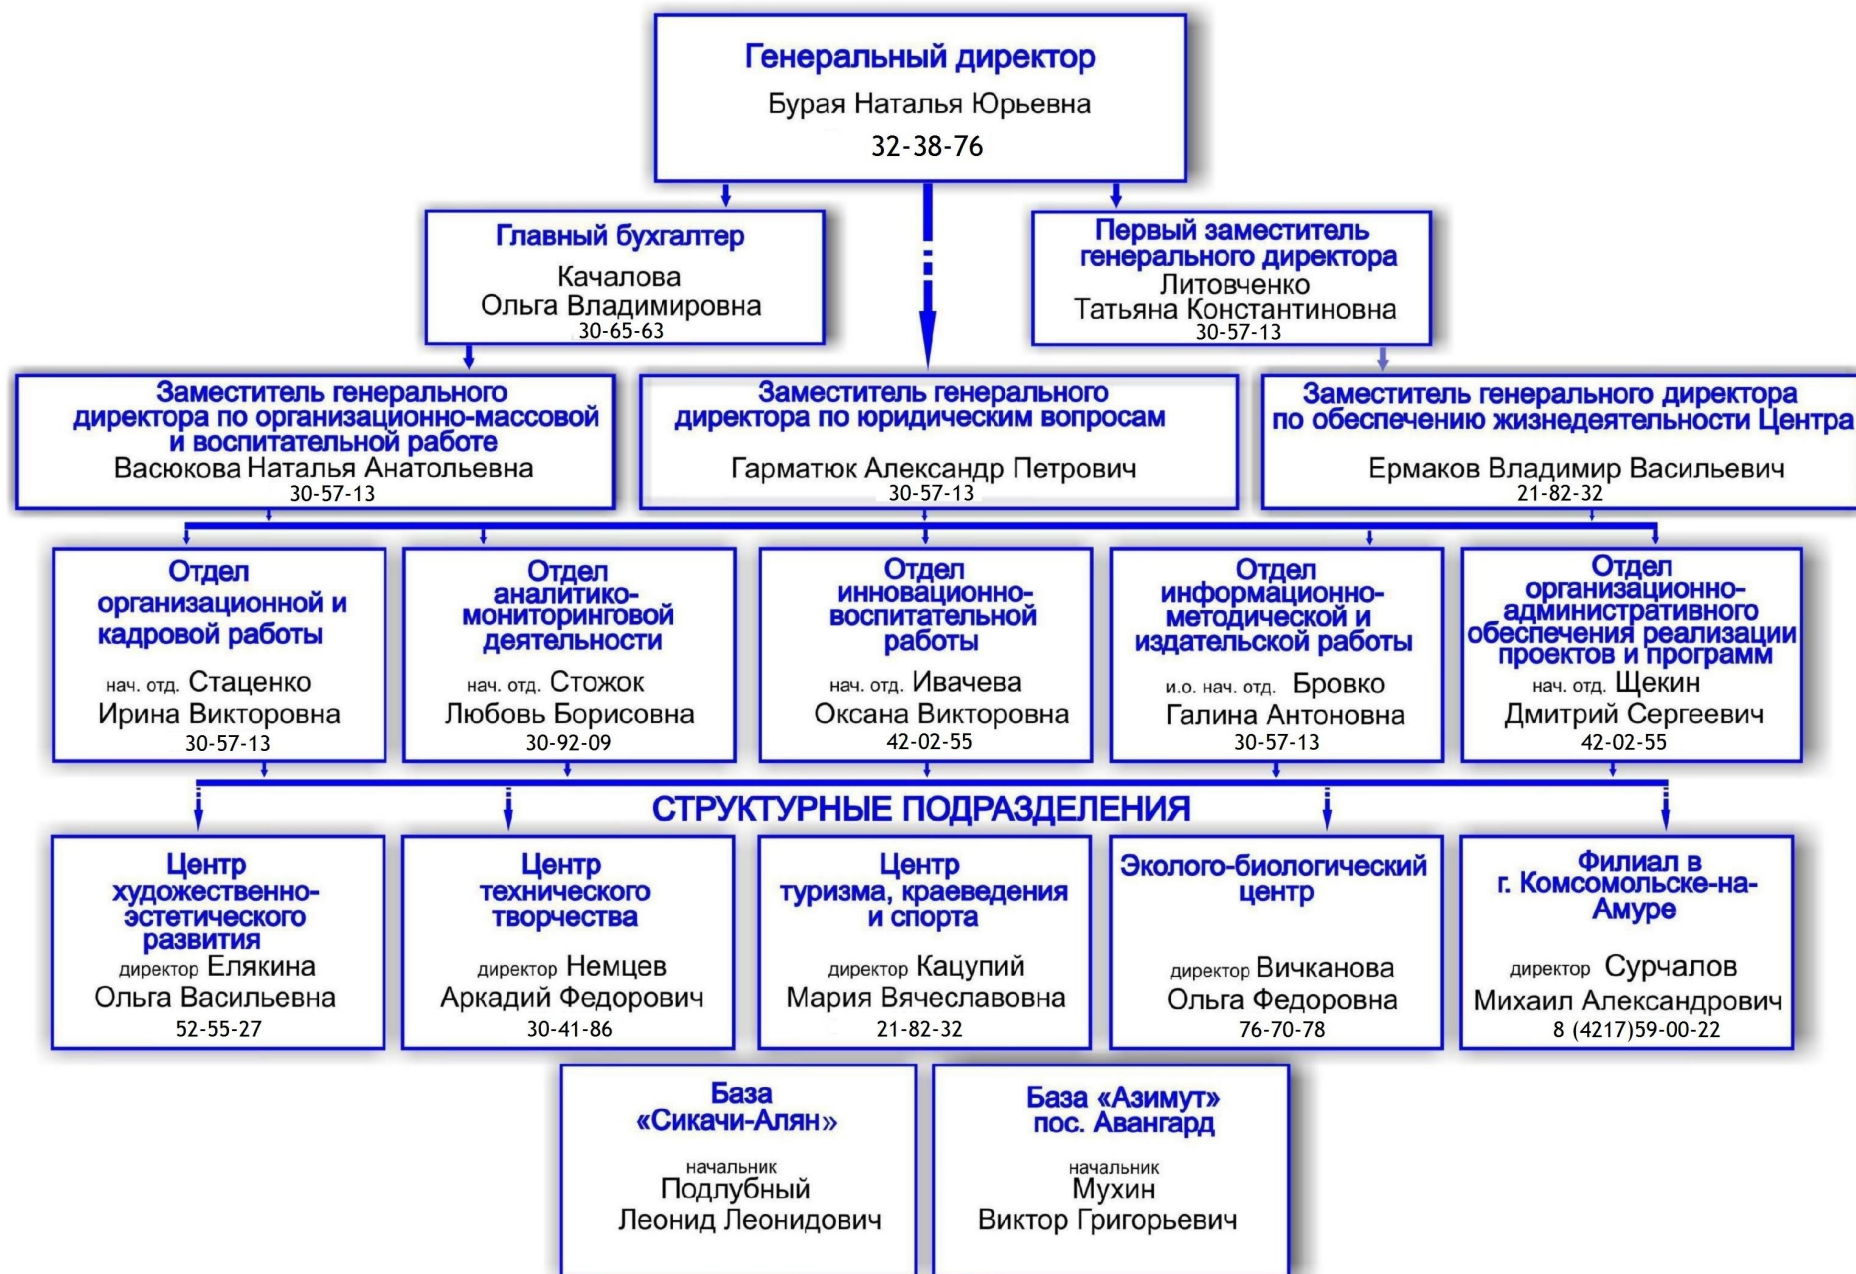 Генеральный директор
Бурая Наталья Юрьевна
32-38-76
Главный бухгалтер
Качалова
Ольга Владимировна
30-65-63
Первый заместитель
генерального директора
Литовченко
Татьяна Константиновна
30-57-13
Заместитель генерального
директора по организационно-массовой
и воспитательной работе
Васюкова Наталья Анатольевна
30-57-13
Заместитель генерального
директора по юридическим вопросам
Гарматюк Александр Петрович
30-57-13
Заместитель генерального директора
по обеспечению жизнедеятельности Центра
Ермаков Владимир Васильевич
21-82-32
Отдел
организационной и
кадровой работы
нач. отд. Стаценко
Ирина Викторовна
30-57-13
Отдел
аналитико-
мониторинговой
деятельности
нач. отд. Стожок
Любовь Борисовна
30-92-09
Отдел
инновационно-
воспитательной
работы
нач. отд. Ивачева
Оксана Викторовна
42-02-55
Отдел
информационно-
методической и
издательской работы
и.о. нач. отд. Бровко
Галина Антоновна
30-57-13
Отдел
организационно-
административного
обеспечения реализации
проектов и программ
нач. отд. Щекин
Дмитрий Сергеевич
42-02-55
СТРУКТУРНЫЕ ПОДРАЗДЕЛЕНИЯ
Центр
художественно-
эстетического
развития
директор Елякина
Ольга Васильевна
52-55-27
Центр
технического
творчества
директор Немцев
Аркадий Федорович
30-41-86
Центр
туризма, краеведения
и спорта
директор Кацупий
Мария Вячеславовна
21-82-32
Эколого-биологический
центр
директор Вичканова
Ольга Федоровна
76-70-78
Филиал в
г. Комсомольске-на-
Амуре
директор Сурчалов
Михаил Александрович
8 (4217)59-00-22
База
«Сикачи-Алян»
начальник
Подлубный
Леонид Леонидович
База «Азимут»
пос. Авангард
начальник
Мухин
Виктор Григорьевич